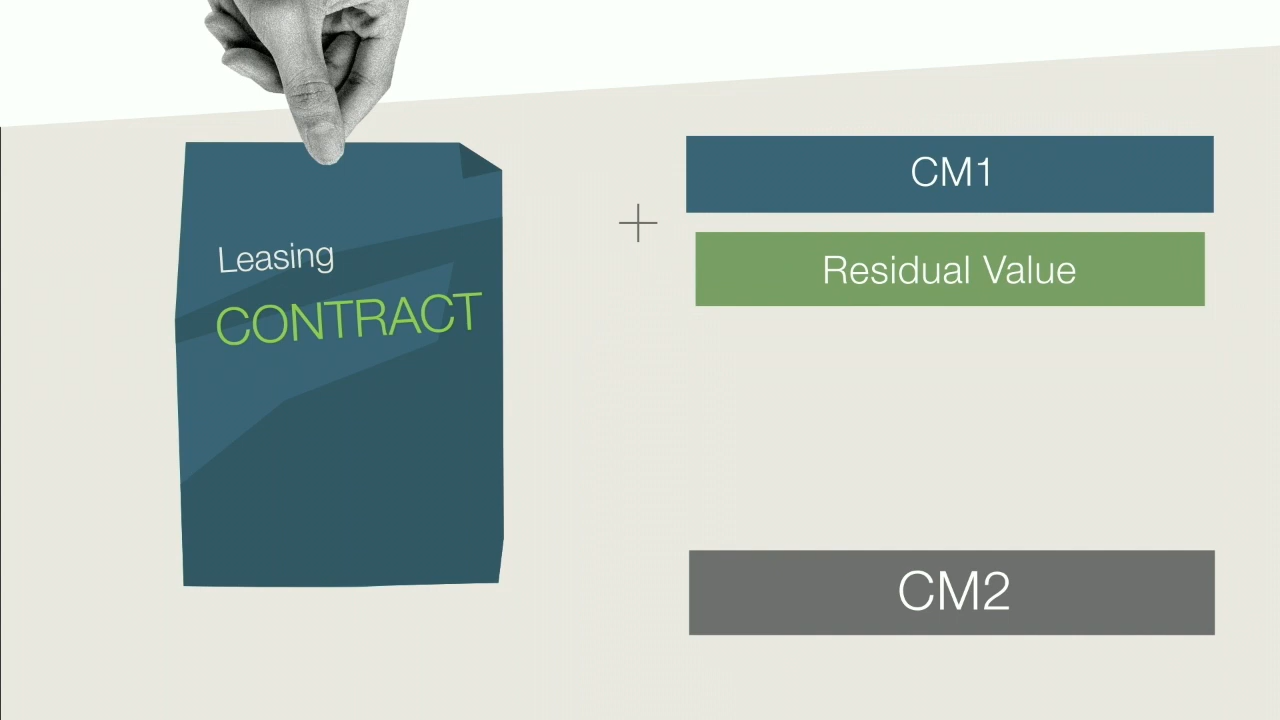 Leasing
CONTRACT
+
CM1
Residual Value
CM2